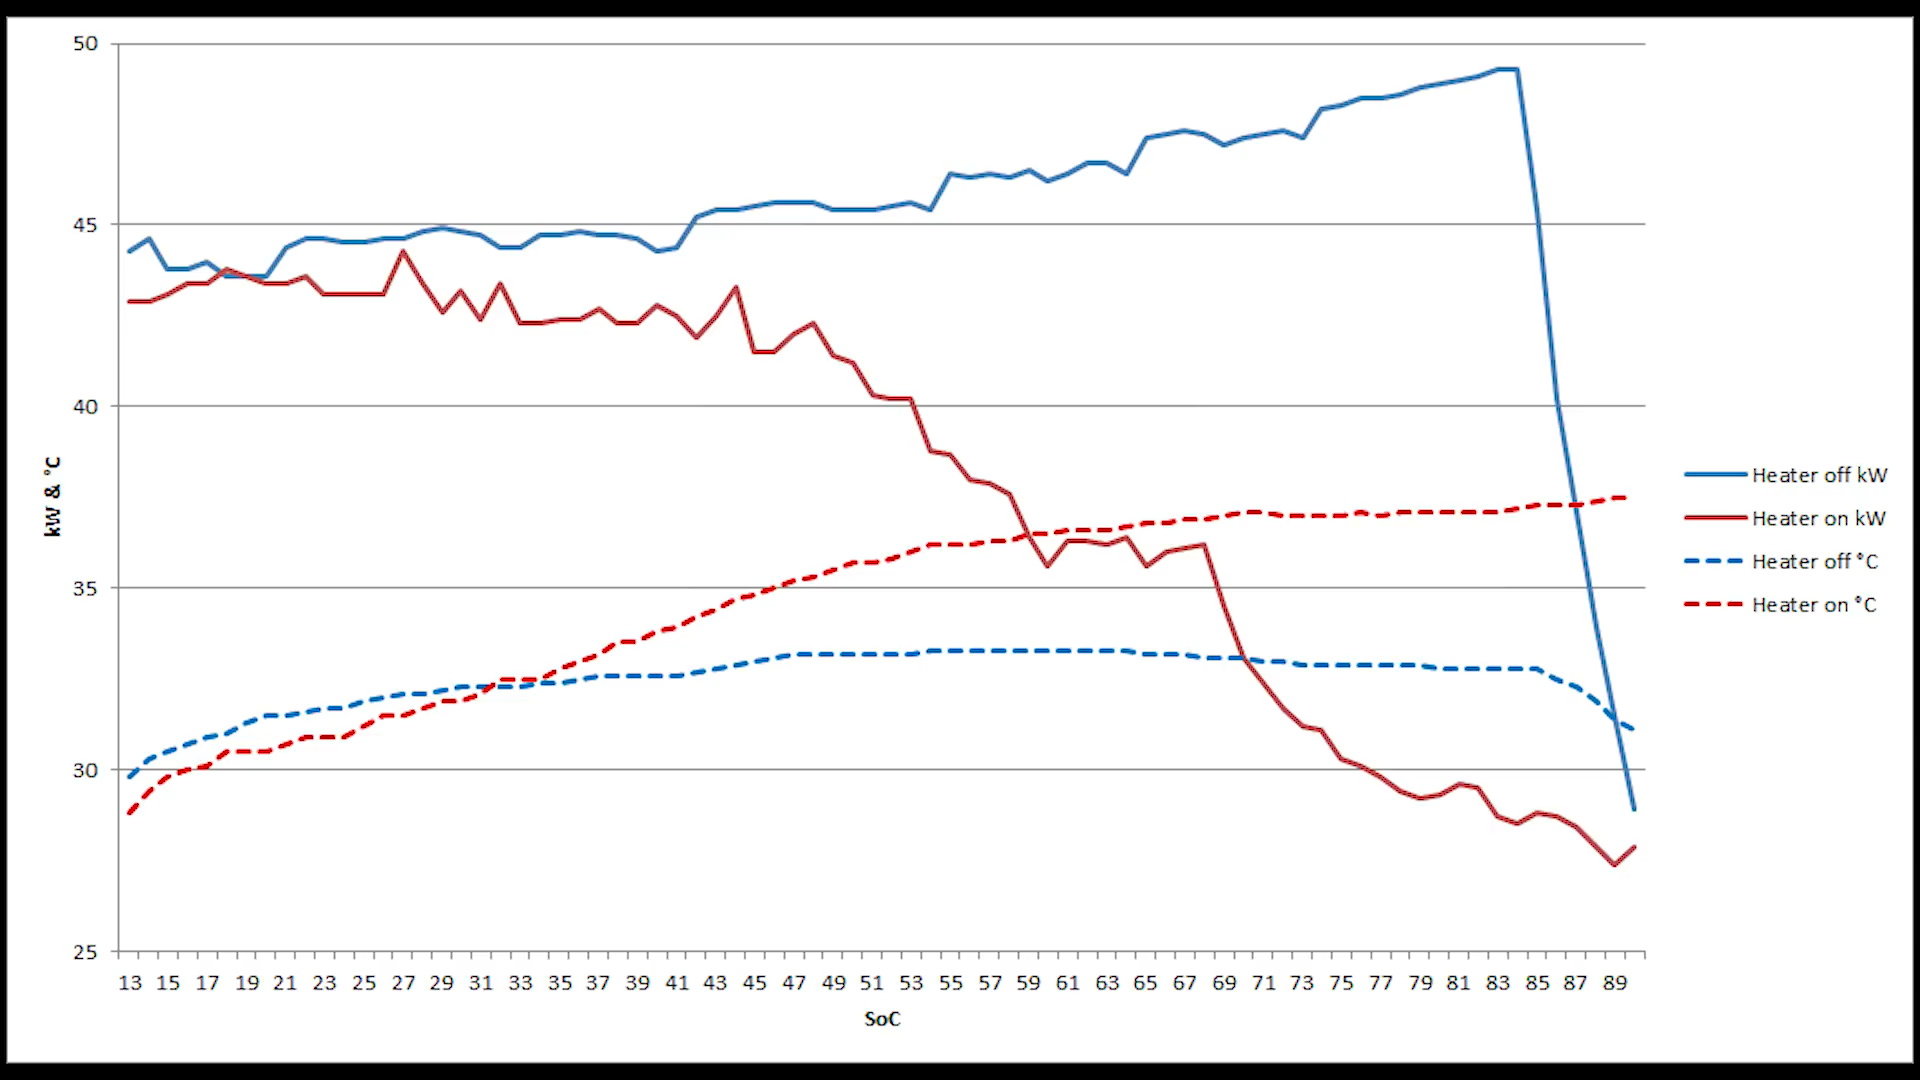 50
45
40
35
30
25
kW & °C
13 15 17 19 21 23 25 27 29 31 33 35 37 39 41 43 45 47 49 51 53 55 57 59 61 63 65 67 69 71 73 75 77 79 81 83 85 87 89
SoC
Heater off kW
Heater on kW
Heater off °C
Heater on °C